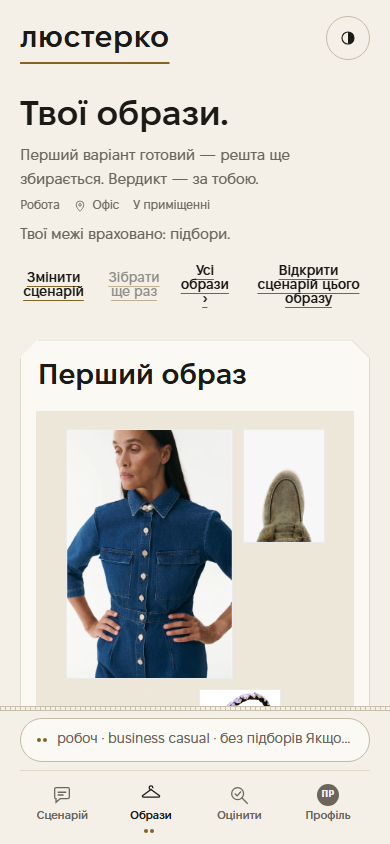 люстерко
Твої образи.
Перший варіант готовий — решта ще
збирається. Вердикт — за тобою.
Робота Офіс У приміщенні
Твої межі враховано: підбори.
Змінити
сценарій
Зібрати
ще раз
Усі
образи
›
Відкрити
сценарій цього
образу
Перший образ
робоч · business casual · без підборів Якщо...
Сценарій
Образи
Оцінити
ПР
Профіль